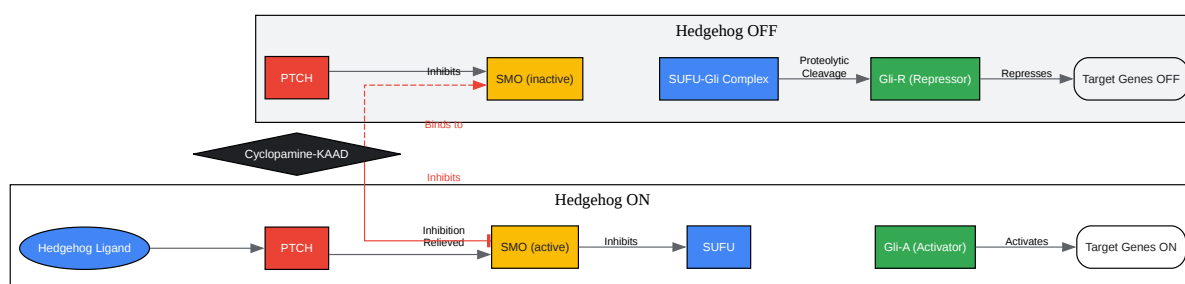 Hedgehog OFF
PTCH
Inhibits
SMO (inactive)
SUFU-Gli Complex
Proteolytic
Cleavage
Gli-R (Repressor)
Represses
Target Genes OFF
Binds to
Cyclopamine-KAAD
Inhibits
Hedgehog ON
Hedgehog Ligand
PTCH
Inhibition
Relieved
SMO (active)
Inhibits
SUFU
Gli-A (Activator)
Activates
Target Genes ON